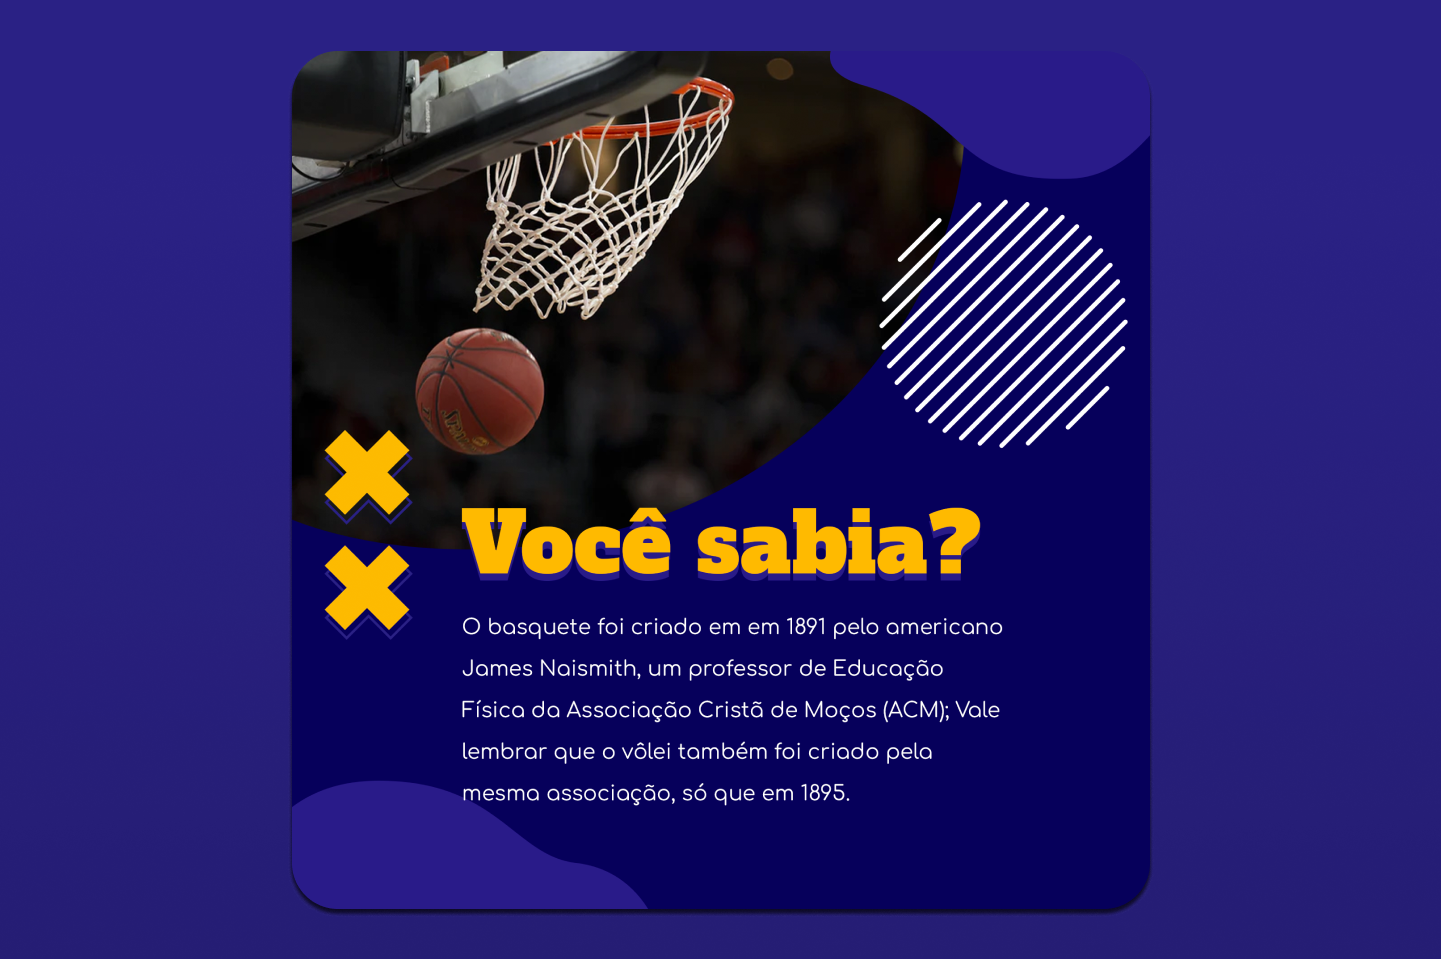 Você sabia?
O basquete foi criado em em 1891 pelo americano
James Naismith, um professor de Educação
Física da Associação Cristã de Moços (ACM); Vale
lembrar que o vôlei também foi criado pela
mesma associação, só que em 1895.